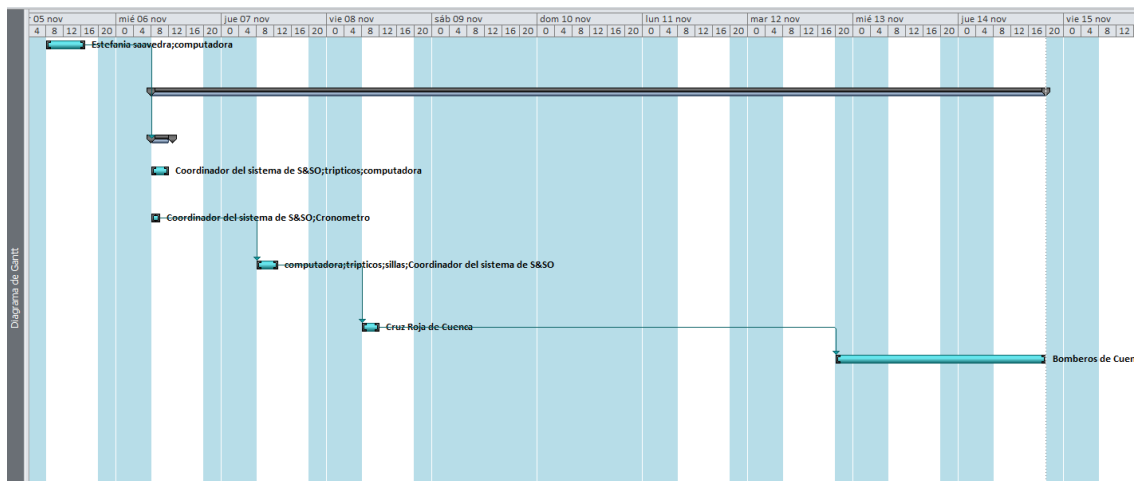 05 nov mié 06 nov jue 07 nov vie 08 nov sáb 09 nov dom 10 nov lun 11 nov mar 12 nov mié 13 nov jue 14 nov vie 15 nov
4 8 12 16 20 0 4 8 12 16 20 0 4 8 12 16 20 0 4 8 12 16 20 0 4 8 12 16 20 0 4 8 12 16 20 0 4 8 12 16 20 0 4 8 12 16 20 0 4 8 12 16 20 0 4 8 12 16 20 0 4 8 12
Estefania saavedra;computadora
Coordinador del sistema de S&SO;tripticos;computadora
Coordinador del sistema de S&SO;Cronometro
computadora;tripticos;sillas;Coordinador del sistema de S&SO
Cruz Roja de Cuenca
Bomberos de Cuen
Diagrama de Gantt